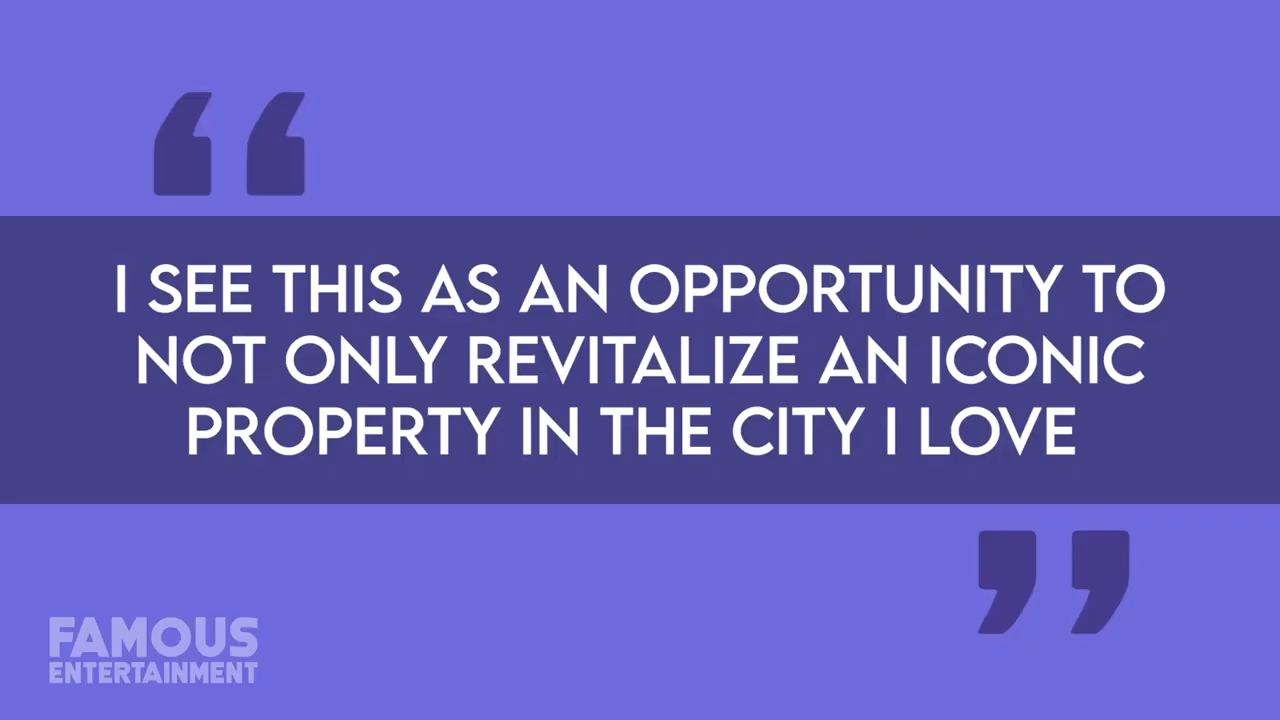 “
I SEE THIS AS AN OPPORTUNITY TO
NOT ONLY REVITALIZE AN ICONIC
PROPERTY IN THE CITY I LOVE
”
FAMOUS
ENTERTAINMENT